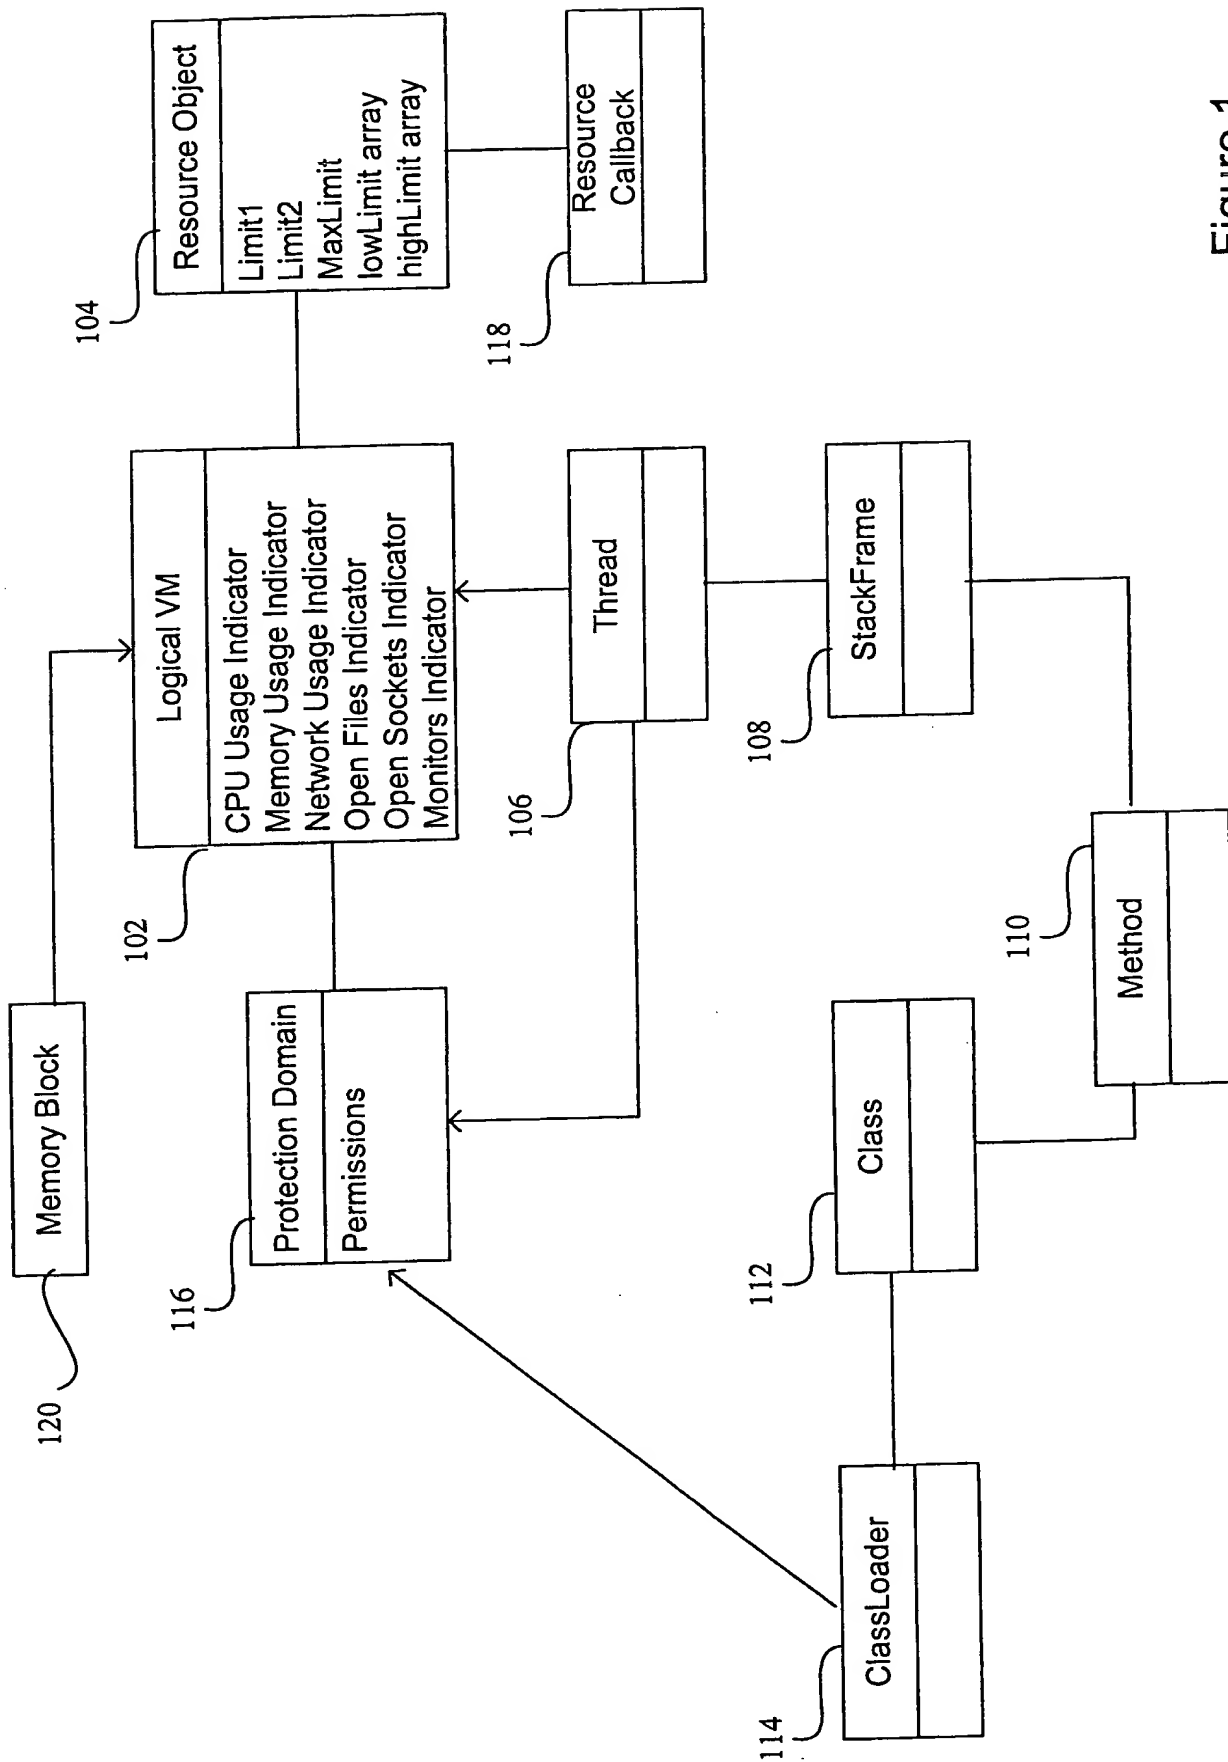 120
Memory Block
102
Logical VM
CPU Usage Indicator
Memory Usage Indicator
Network Usage Indicator
Open Files Indicator
Open Sockets Indicator
Monitors Indicator
104
Resource Object
Limit1
Limit2
MaxLimit
lowLimit array
highLimit array
116
Protection Domain
Permissions
118
Resource
Callback
106
Thread
108
StackFrame
114
ClassLoader
112
Class
110
Method
Figure 1